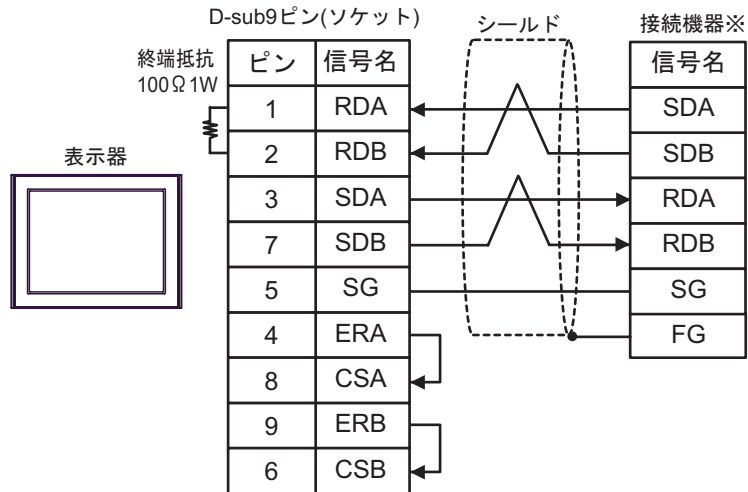 D-sub9ピン(ソケット)
シールド
接続機器※
終端抵抗
100Ω1W
表示器
ピン 信号名
1 RDA
2 RDB
3 SDA
7 SDB
5 SG
4 ERA
8 CSA
9 ERB
6 CSB
信号名
SDA
SDB
RDA
RDB
SG
FG